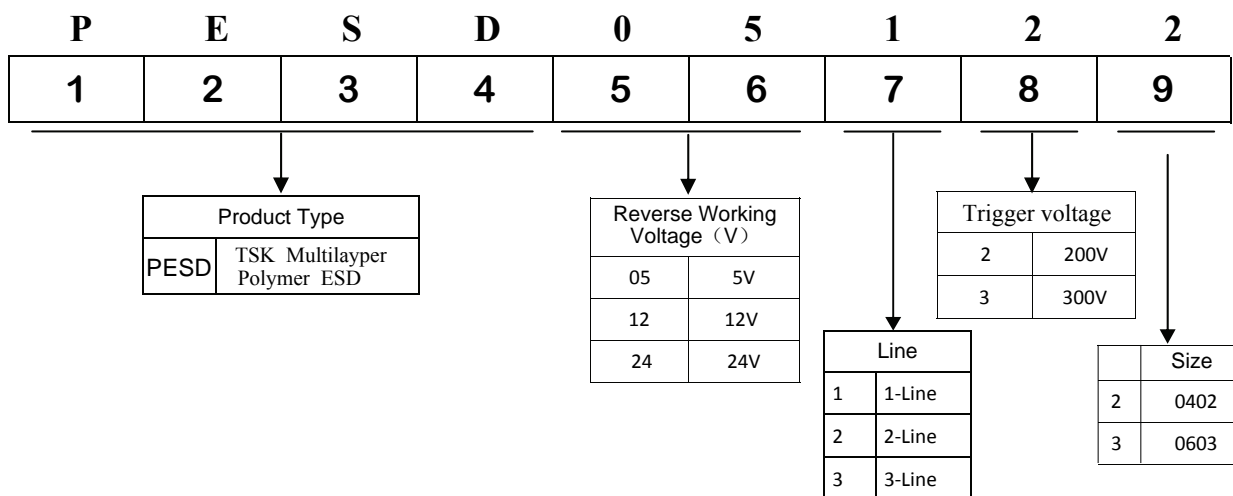 P E S D 0 5 1 2 2
1 2 3 4 5 6 7 8 9
Product Type
PESD TSK Multilayper
Polymer ESD
Reverse Working
Voltage（V）
05 5V
12 12V
24 24V
Trigger voltage
2 200V
3 300V
Line
1 1-Line
2 2-Line
3 3-Line
Size
2 0402
3 0603